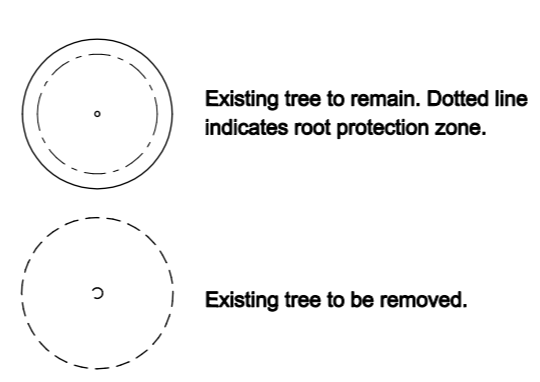 Existing tree to remain. Dotted line
indicates root protection zone.
Existing tree to be removed.